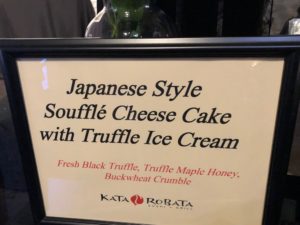 Japanese Style
Soufflé Cheese Cake
with Truffle Ice Cream
Fresh Black Truffle, Truffle Maple Honey,
Buckwheat Crumble
KATA ROBATA